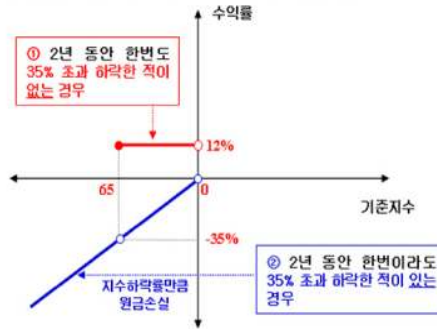 수익률
① 2년 동안 한번도
35% 초과 하락한 적이
없는 경우
12%
65
0
기준지수
-35%
② 2년 동안 한번이라도
35% 초과 하락한 적이 있는
경우
지수하락률만큼
원금손실